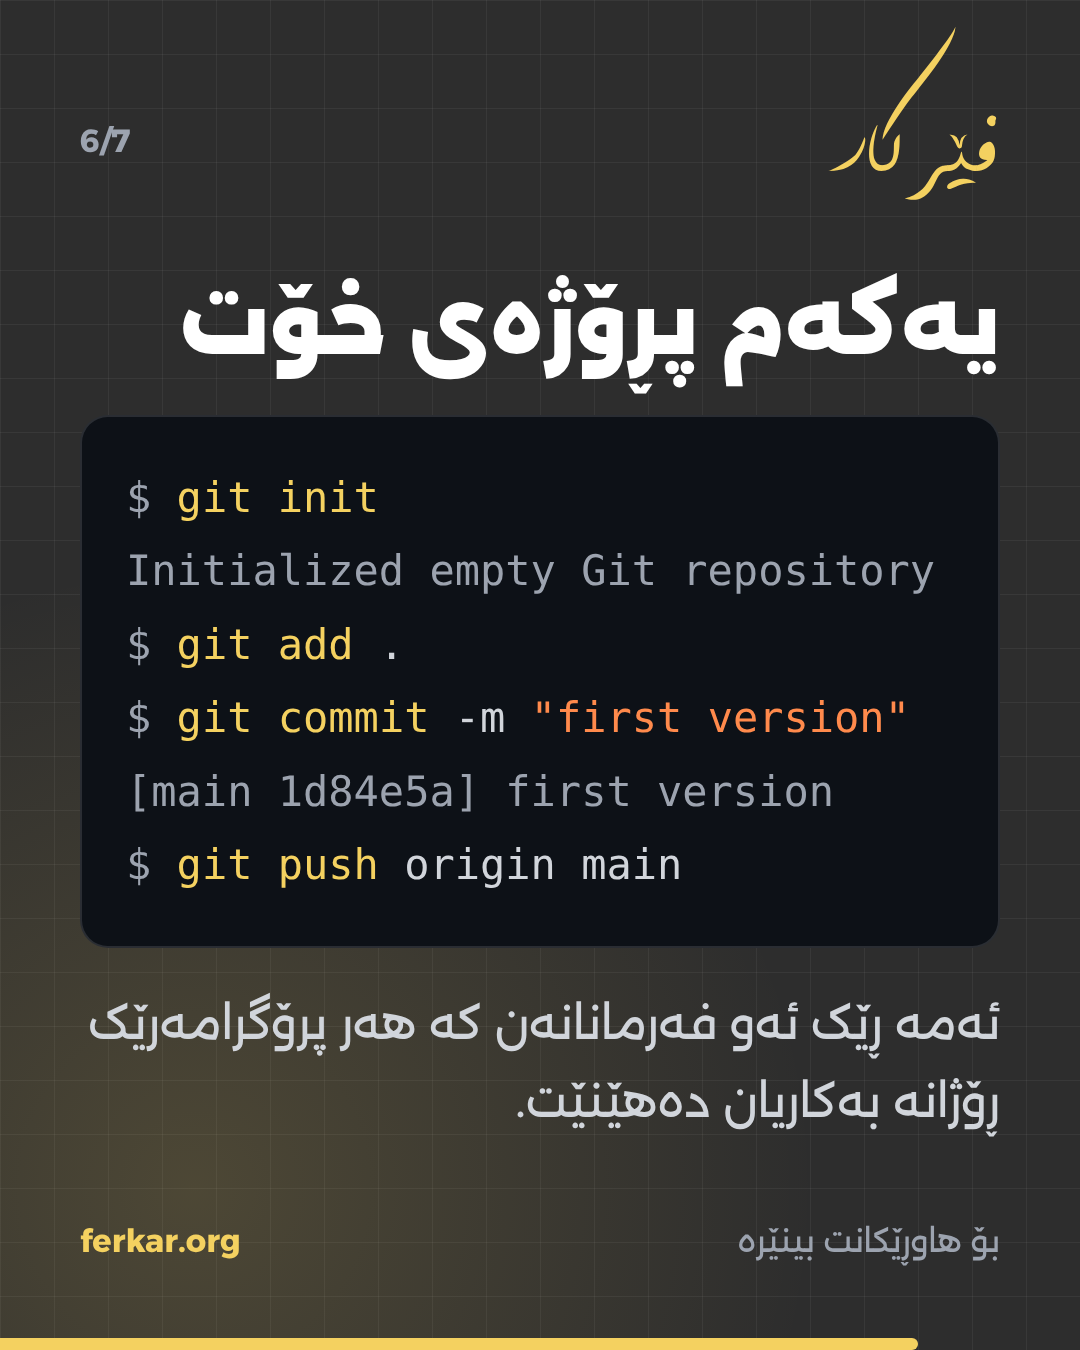 6/7
فێركار
یەکەم پڕۆژەی خۆت
$ git init
Initialized empty Git repository
$ git add .
$ git commit -m "first version"
[main 1d84e5a] first version
$ git push origin main
ئەمە ڕێک ئەو فەرمانانەن کە هەر پرۆگرامەرێک
ڕۆژانە بەکاریان دەهێنێت.
بۆ هاوڕێکانت بینێرە
ferkar.org